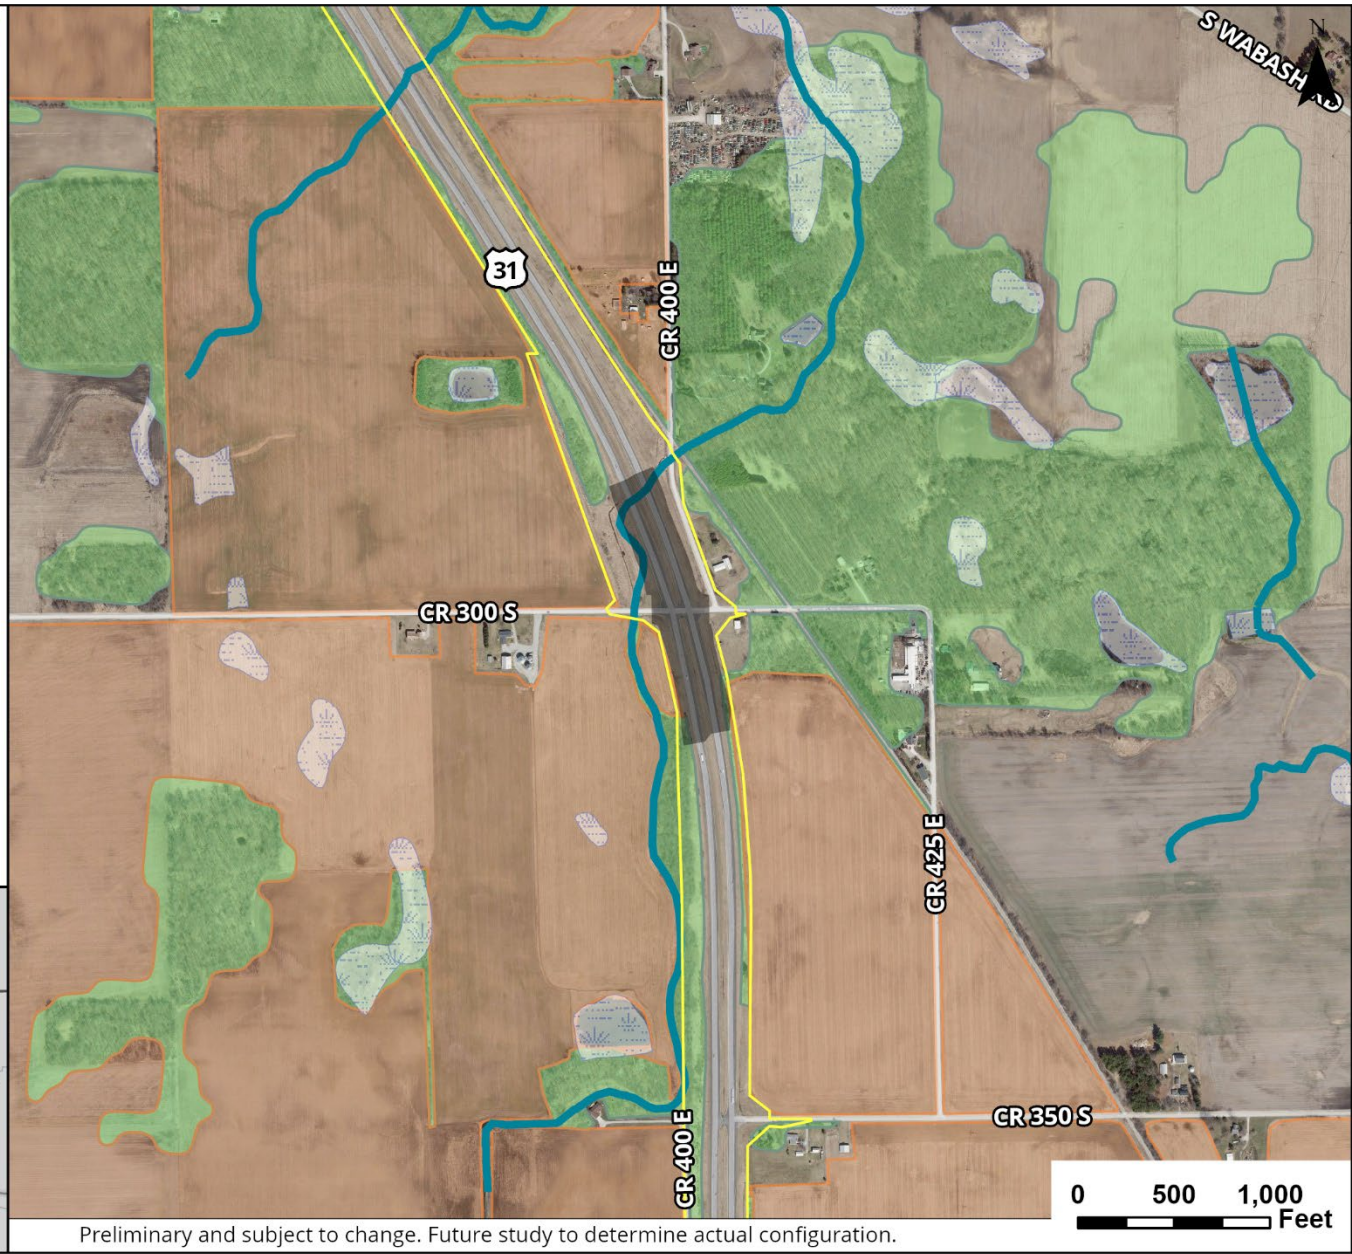 N
S WABASH RD
31
CR 400 E
CR 300 S
CR 425 E
CR 350 S
CR 400 E
0 500 1,000
Feet
Preliminary and subject to change. Future study to determine actual configuration.